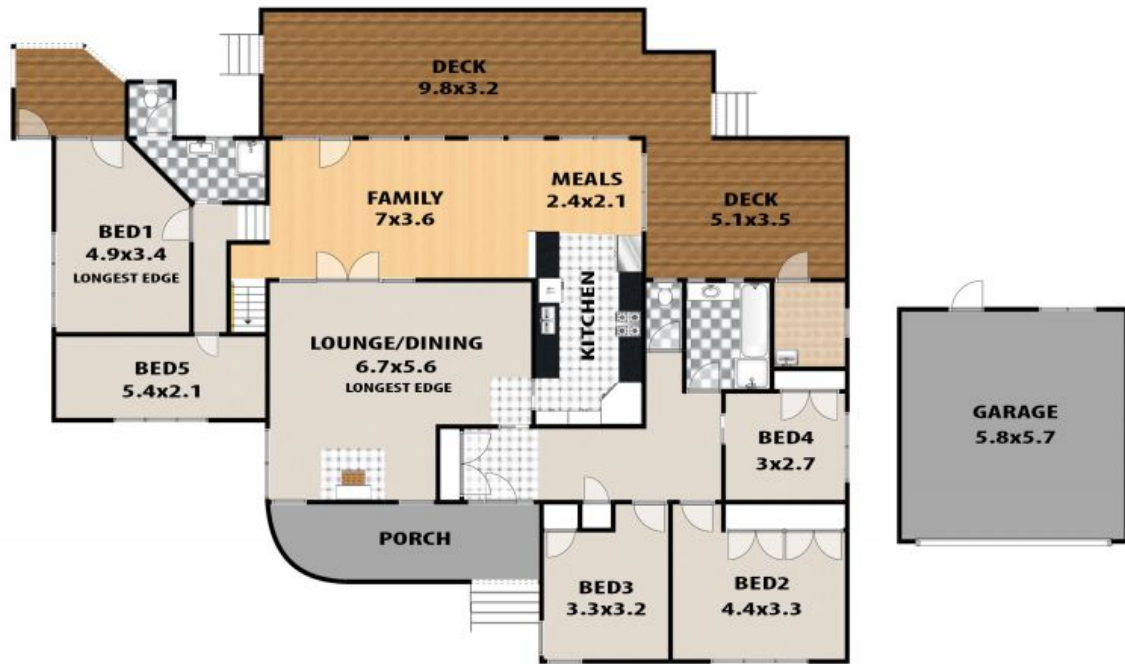 DECK
9.8x3.2
MEALS
2.4x2.1
FAMILY
7x3.6
DECK
5.1x3.5
BED1
4.9x3.4
LONGEST EDGE
KITCHEN
LOUNGE/DINING
6.7x5.6
LONGEST EDGE
BED5
5.4x2.1
GARAGE
5.8x5.7
BED4
3x2.7
PORCH
BED3
3.3x3.2
BED2
4.4x3.3